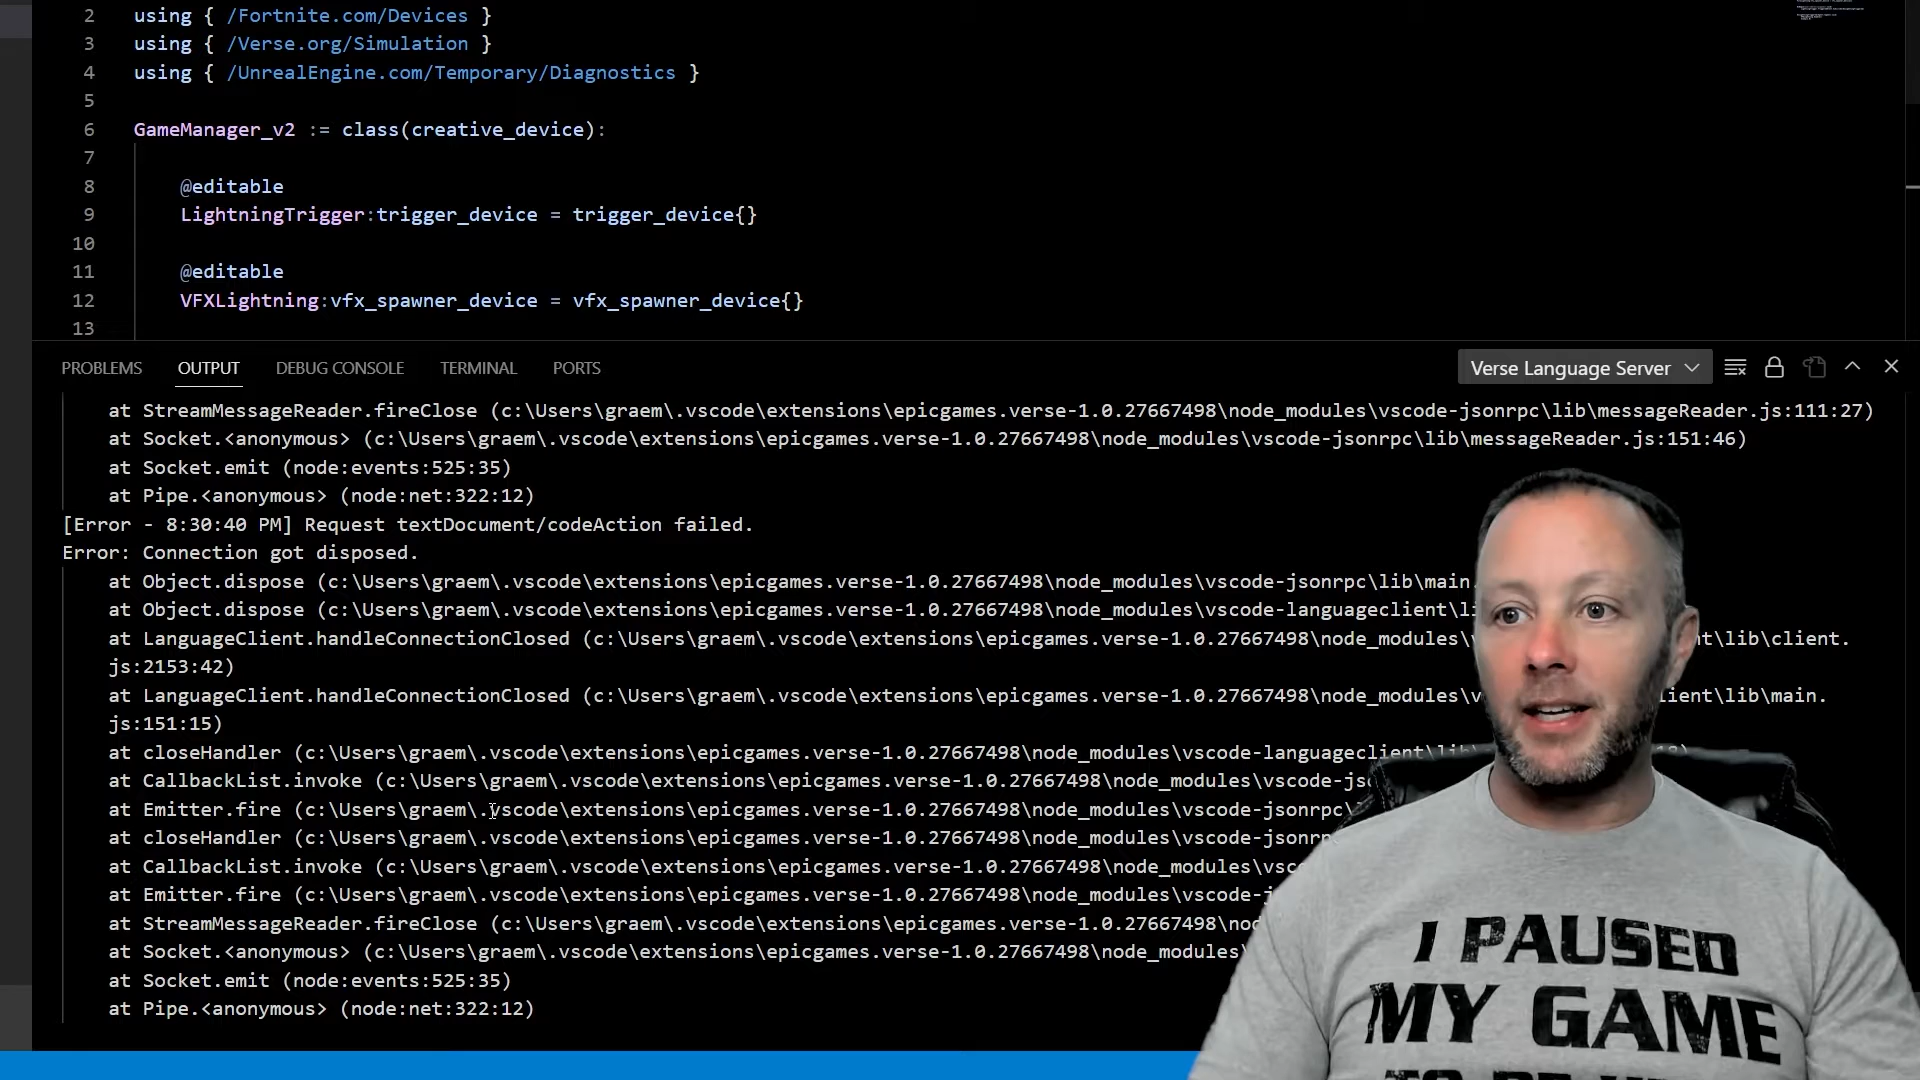 2 using { /Fortnite.com/Devices }
3 using { /Verse.org/Simulation }
4 using { /UnrealEngine.com/Temporary/Diagnostics }
5
6 GameManager_v2 := class(creative_device):
7
8 @editable
9 LightningTrigger:trigger_device = trigger_device{}
10
11 @editable
12 VFXLightning:vfx_spawner_device = vfx_spawner_device{}
13
PROBLEMS OUTPUT DEBUG CONSOLE TERMINAL PORTS Verse Language Server
at StreamMessageReader.fireClose (c:\Users\graem\.vscode\extensions\epicgames.verse-1.0.27667498\node_modules\vscode-jsonrpc\lib\messageReader.js:111:27)
at Socket.<anonymous> (c:\Users\graem\.vscode\extensions\epicgames.verse-1.0.27667498\node_modules\vscode-jsonrpc\lib\messageReader.js:151:46)
at Socket.emit (node:events:525:35)
at Pipe.<anonymous> (node:net:322:12)
[Error - 8:30:40 PM] Request textDocument/codeAction failed.
Error: Connection got disposed.
at Object.dispose (c:\Users\graem\.vscode\extensions\epicgames.verse-1.0.27667498\node_modules\vscode-jsonrpc\lib\main.
at Object.dispose (c:\Users\graem\.vscode\extensions\epicgames.verse-1.0.27667498\node_modules\vscode-languageclient\
at LanguageClient.handleConnectionClosed (c:\Users\graem\.vscode\extensions\epicgames.verse-1.0.27667498\node_modules\ \lib\client.
js:2153:42)
at LanguageClient.handleConnectionClosed (c:\Users\graem\.vscode\extensions\epicgames.verse-1.0.27667498\node_modules\ \lib\main.
js:151:15)
at closeHandler (c:\Users\graem\.vscode\extensions\epicgames.verse-1.0.27667498\node_modules\vscode-languageclient\
at CallbackList.invoke (c:\Users\graem\.vscode\extensions\epicgames.verse-1.0.27667498\node_modules\vscode-js
at Emitter.fire (c:\Users\graem\.vscode\extensions\epicgames.verse-1.0.27667498\node_modules\vscode-jsonrpc\
at closeHandler (c:\Users\graem\.vscode\extensions\epicgames.verse-1.0.27667498\node_modules\vscode-jsonrp
at CallbackList.invoke (c:\Users\graem\.vscode\extensions\epicgames.verse-1.0.27667498\node_modules\vsc
at Emitter.fire (c:\Users\graem\.vscode\extensions\epicgames.verse-1.0.27667498\node_modules\vscode-j
at StreamMessageReader.fireClose (c:\Users\graem\.vscode\extensions\epicgames.verse-1.0.27667498\no
at Socket.<anonymous> (c:\Users\graem\.vscode\extensions\epicgames.verse-1.0.27667498\node_modules\
at Socket.emit (node:events:525:35)
at Pipe.<anonymous> (node:net:322:12)
I PAUSED
MY GAME